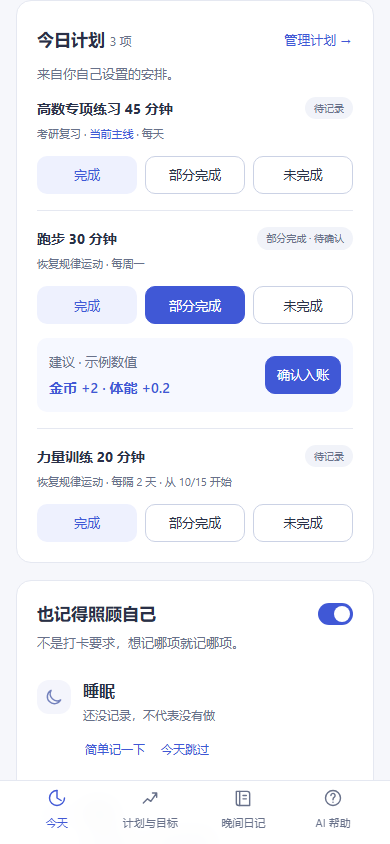 今日计划 3 项 管理计划 →
来自你自己设置的安排。
高数专项练习 45 分钟 待记录
考研复习 · 当前主线 · 每天
完成 部分完成 未完成
跑步 30 分钟 部分完成 · 待确认
恢复规律运动 · 每周一
完成 部分完成 未完成
建议 · 示例数值
金币 +2 · 体能 +0.2
确认入账
力量训练 20 分钟 待记录
恢复规律运动 · 每隔 2 天 · 从 10/15 开始
完成 部分完成 未完成
也记得照顾自己
不是打卡要求，想记哪项就记哪项。
睡眠
还没记录，不代表没有做
简单记一下 今天跳过
今天 计划与目标 晚间日记 AI 帮助